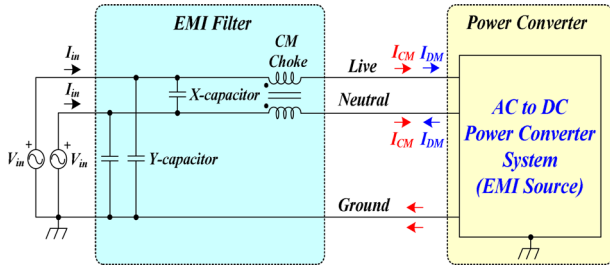 EMI Filter
Power Converter
CM
Choke
I_in
I_in
Live
I_CM I_DM
X-capacitor
Neutral
I_CM I_DM
AC to DC
Power Converter
System
(EMI Source)
V_in
V_in
Y-capacitor
Ground